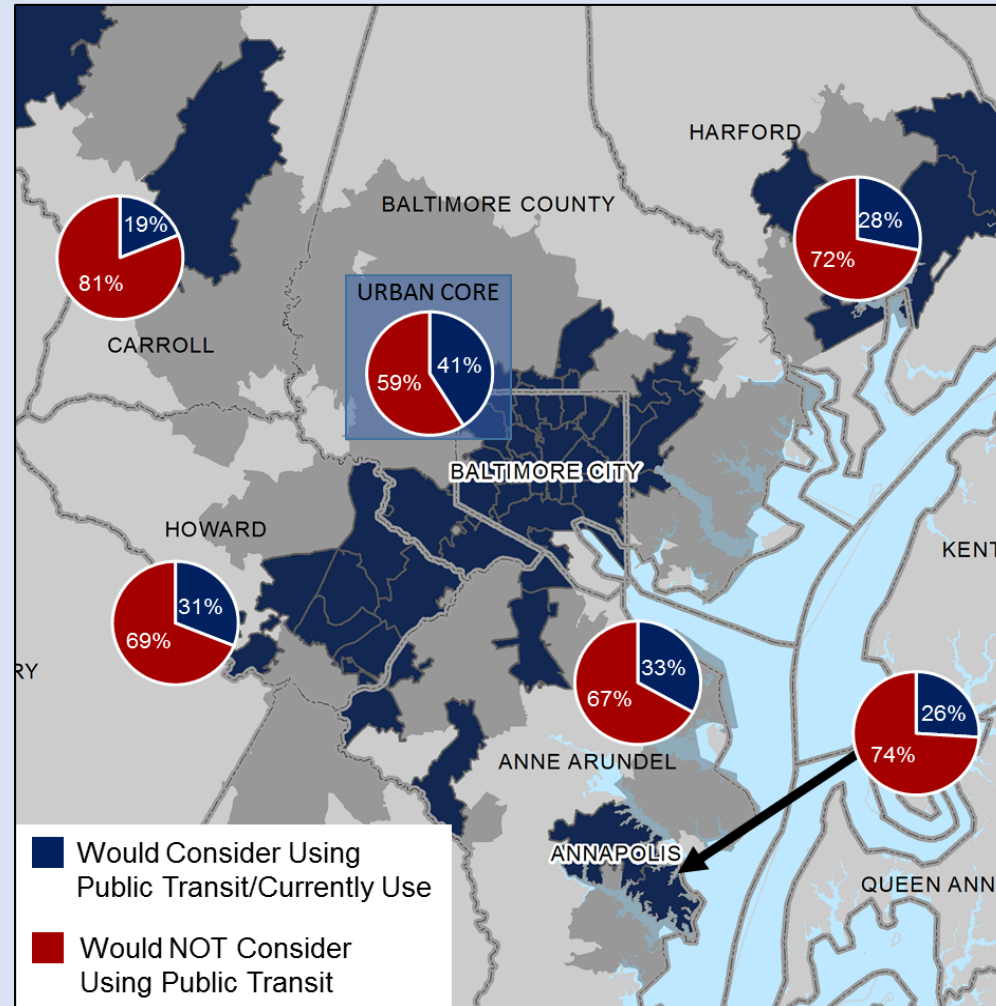 HARFORD
BALTIMORE COUNTY
19%
81%
28%
72%
URBAN CORE
41%
59%
CARROLL
BALTIMORE CITY
HOWARD
KENT
31%
69%
RY
33%
67%
26%
74%
ANNE ARUNDEL
ANNAPOLIS
QUEEN ANN
Would Consider Using
Public Transit/Currently Use
Would NOT Consider
Using Public Transit